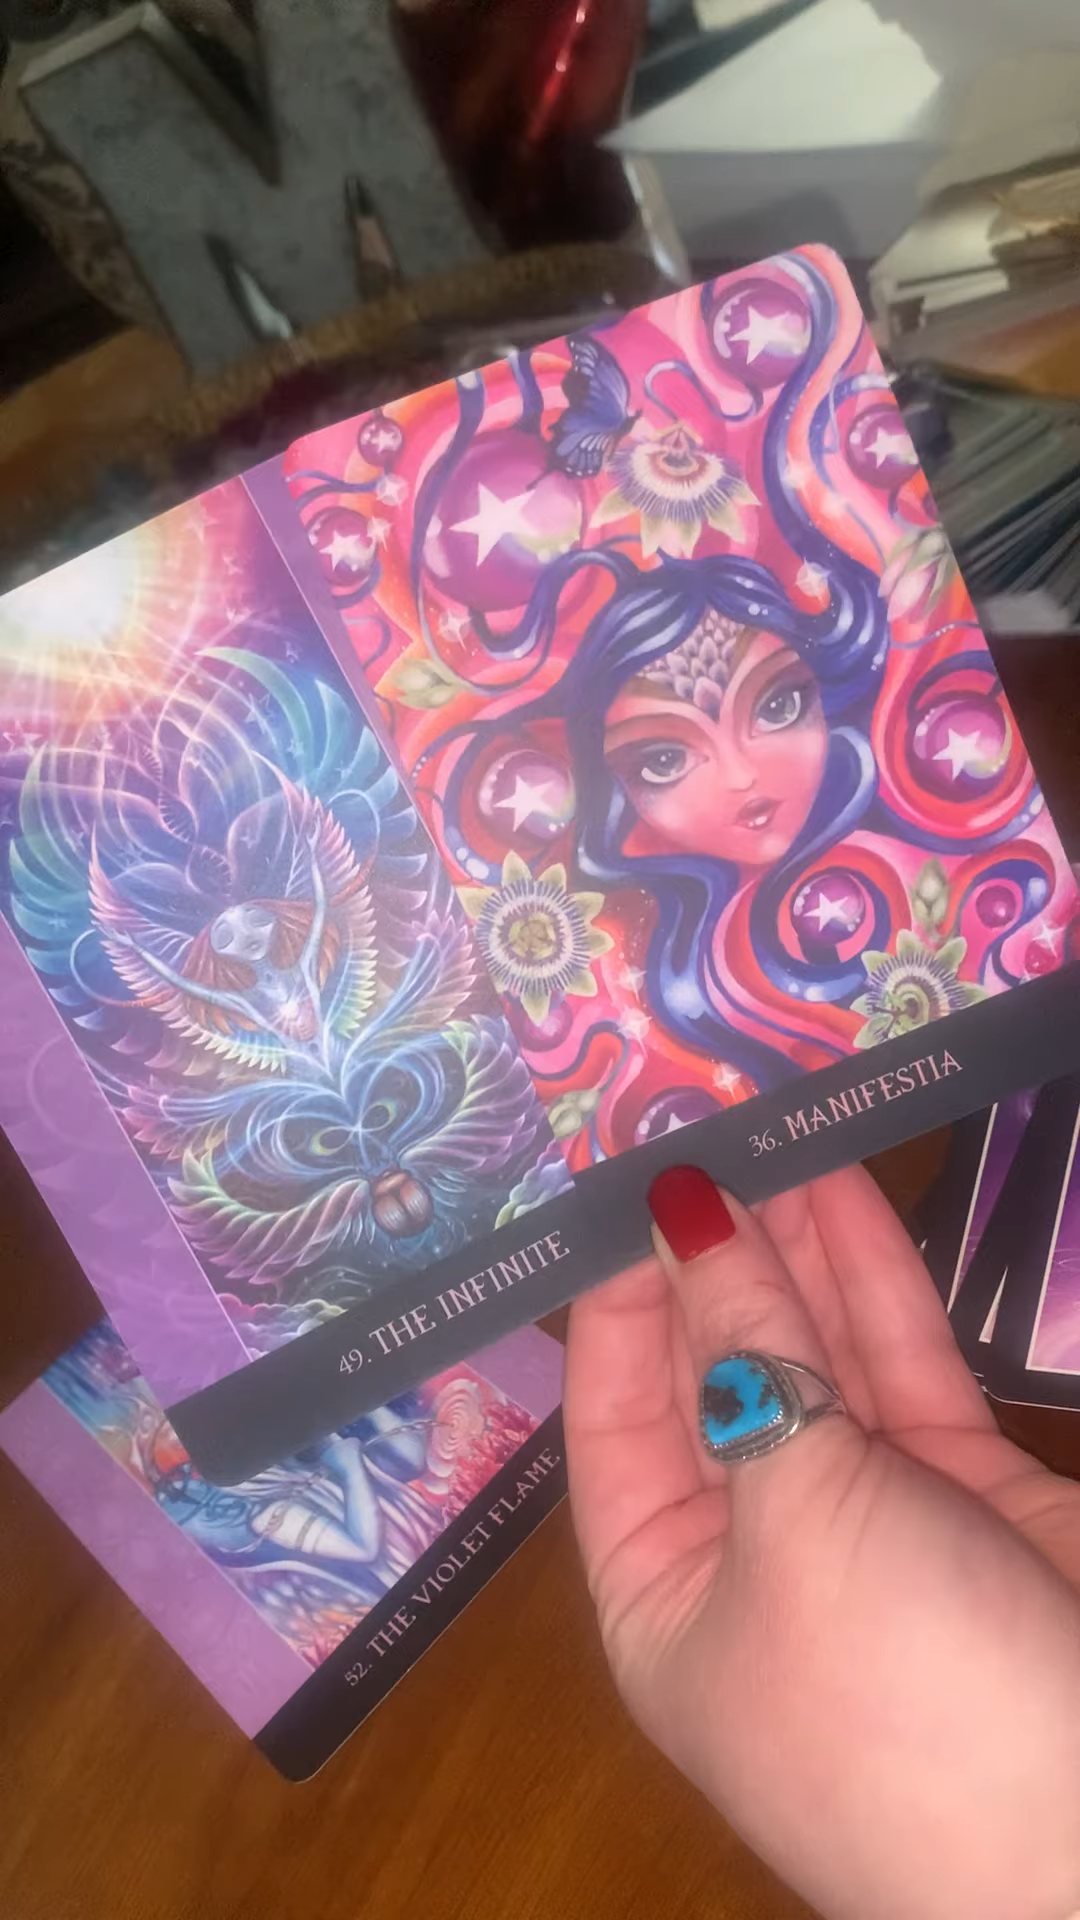 M
36. MANIFESTIA
49. THE INFINITE
52. THE VIOLET FLAME